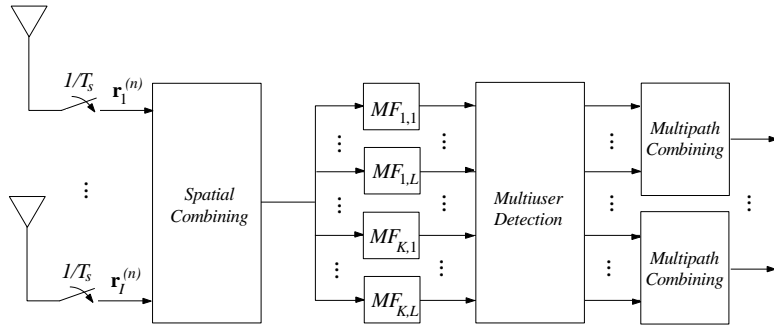 1/T_s
r_1^(n)
⋮
1/T_s
r_I^(n)
Spatial
Combining
MF_1,1
⋮
MF_1,L
⋮
MF_K,1
⋮
MF_K,L
⋮
⋮
⋮
Multiuser
Detection
⋮
⋮
⋮
Multipath
Combining
⋮
Multipath
Combining